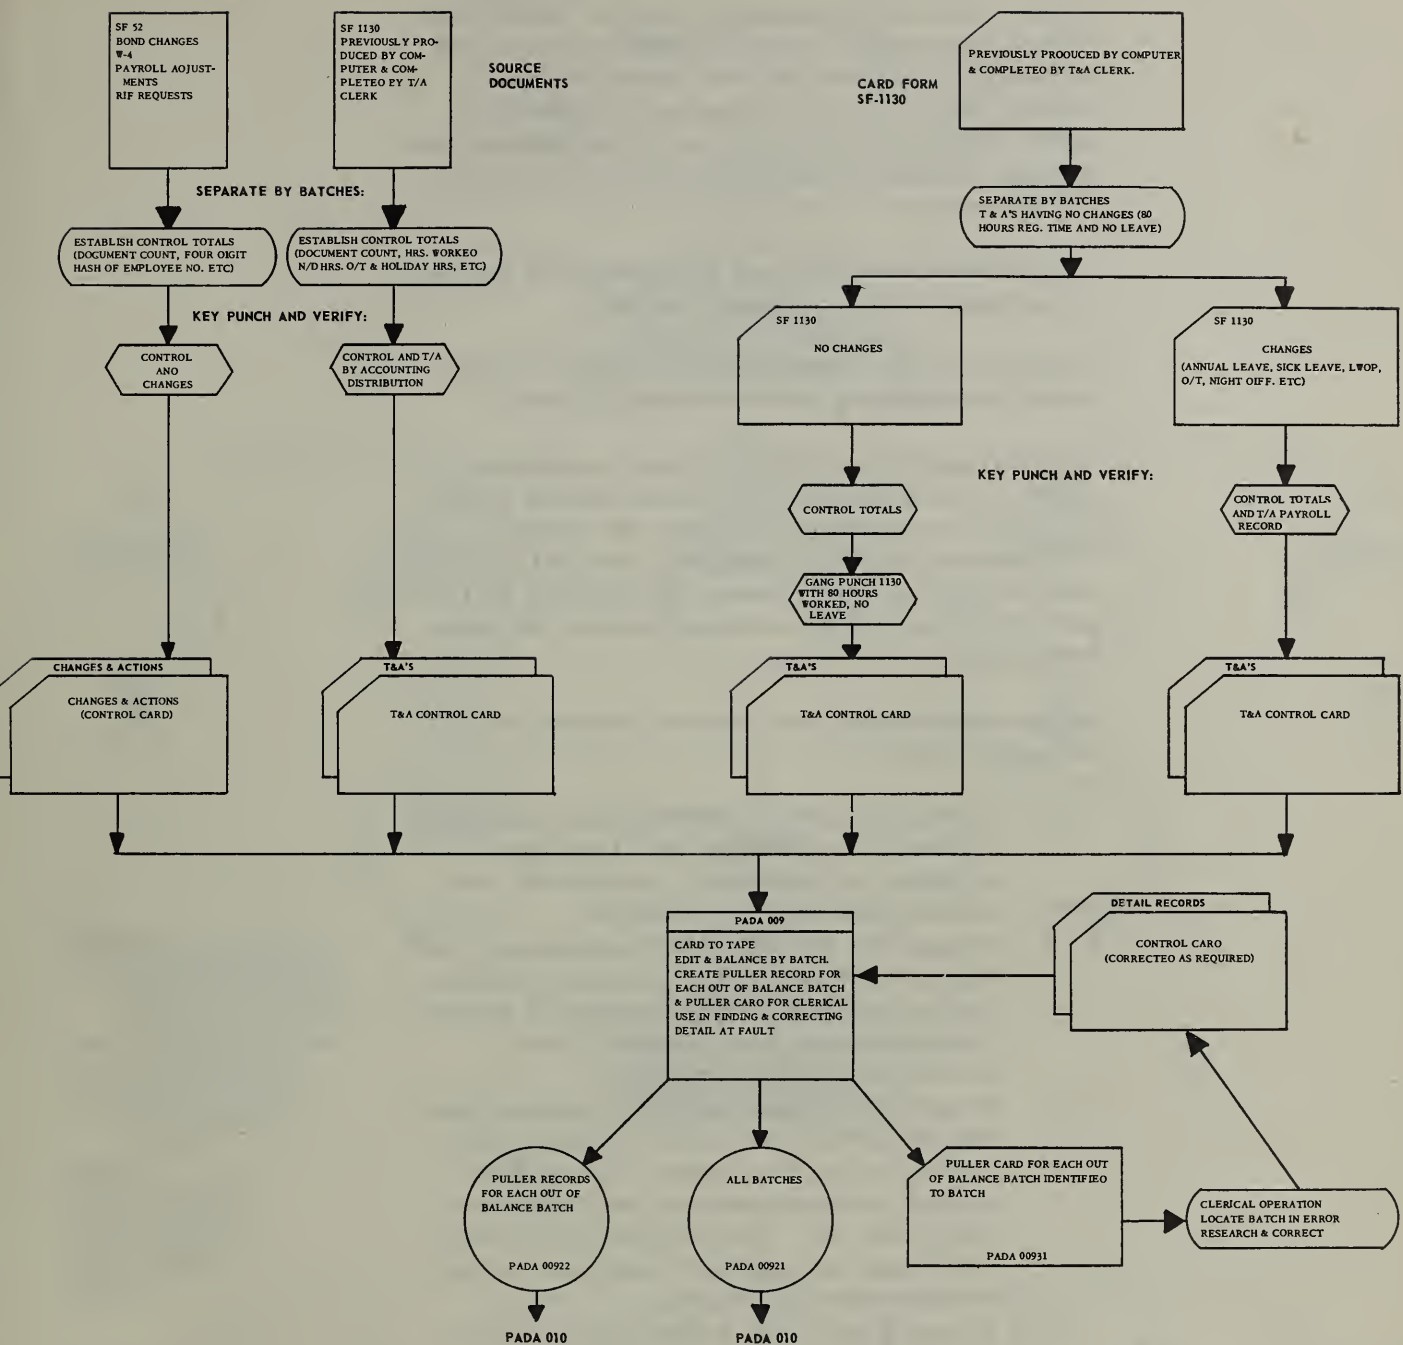 SF 52
BOND CHANGES
W-4
PAYROLL AOJUST-
MENTS
RIF REQUESTS
SF 1130
PREVIOUSLY PRO-
DUCED BY COM-
PUTER & COM-
PLETEO EY T/A
CLERK
SOURCE
DOCUMENTS
CARD FORM
SF-1130
PREVIOUSLY PROOUCED BY COMPUTER
& COMPLETEO BY T&A CLERK.
SEPARATE BY BATCHES:
SEPARATE BY BATCHES
T & A'S HAVING NO CHANGES (80
HOURS REG. TIME AND NO LEAVE)
ESTABLISH CONTROL TOTALS
(DOGUMENT COUNT, FOUR OIGIT
HASH OF EMPLOYEE NO. ETC)
ESTABLISH CONTROL TOTALS
(DOCUMENT COUNT, HRS. WORKEO
N/D HRS. O/T & HOLIDAY HRS, ETC)
KEY PUNCH AND VERIFY:
CONTROL
ANO
CHANGES
CONTROL AND T/A
BY ACCOUNTING
DISTRIBUTION
SF 1130
NO CHANGES
SF 1130
CHANGES
(ANNUAL LEAVE, SICK LEAVE, LWOP,
O/T, NIGHT OIFF. ETC)
KEY PUNCH AND VERIFY:
CONTROL TOTALS
CONTROL TOTALS
AND T/A PAYROLL
RECORD
GANG PUNCH 1130
WITH 80 HOURS
WORKED, NO
LEAVE
CHANGES & ACTIONS
CHANGES & ACTIONS
(CONTROL CARD)
T&A'S
T&A CONTROL CARD
T&A'S
T&A CONTROL CARD
T&A'S
T&A CONTROL CARD
PADA 009
CARD TO TAPE
EDIT & BALANCE BY BATCH.
CREATE PULLER RECORD FOR
EACH OUT OF BALANCE BATCH
& PULLER CARO FOR CLERICAL
USE IN FINDING & CORRECTING
DETAIL AT FAULT
DETAIL RECORDS
CONTROL CARO
(CORRECTEO AS REQUIRED)
PULLER RECORDS
FOR EACH OUT OF
BALANCE BATCH
PADA 00922
ALL BATCHES
PADA 00921
PULLER CARD FOR EACH OUT
OF BALANCE BATCH IDENTIFIEO
TO BATCH
PADA 00931
CLERICAL OPERATION
LOCATE BATCH IN ERROR
RESEARCH & CORRECT
PADA 010
PADA 010